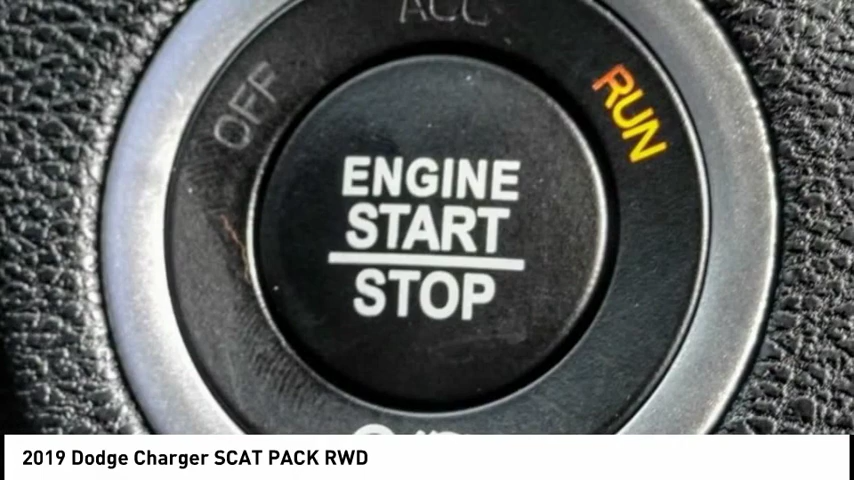 ACC
OFF
RUN
ENGINE
START
STOP
2019 Dodge Charger SCAT PACK RWD